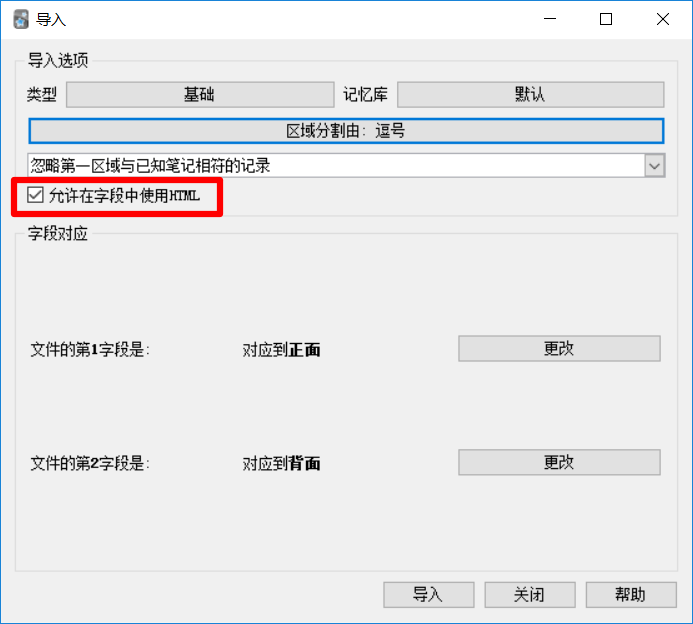 导入
导入选项
类型 基础 记忆库 默认
区域分割由: 逗号
忽略第一区域与已知笔记相符的记录
允许在字段中使用HTML
字段对应
文件的第1字段是: 对应到正面 更改
文件的第2字段是: 对应到背面 更改
导入 关闭 帮助